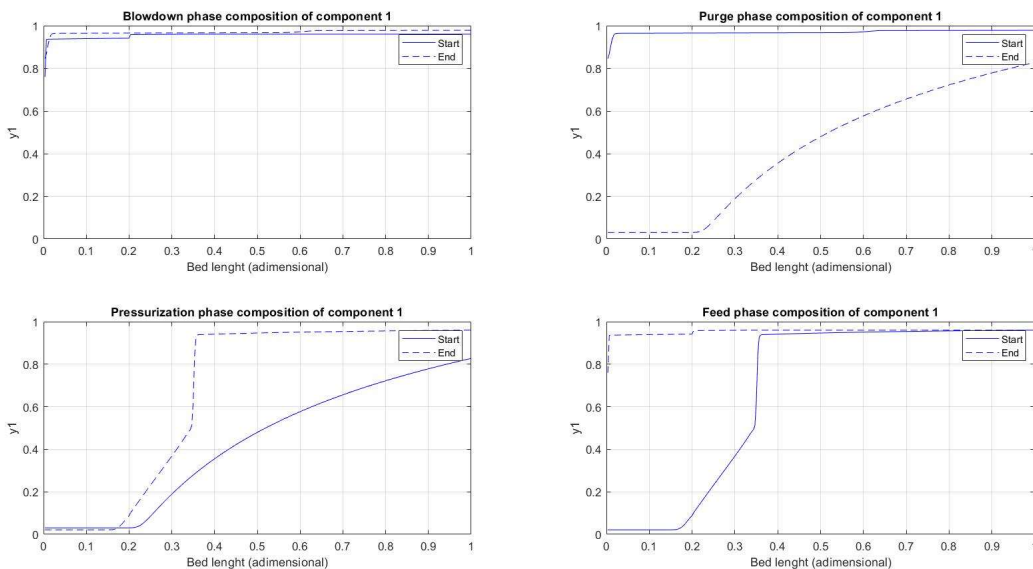 Blowdown phase composition of component 1
1
0.8
0.6
0.4
0.2
0
y1
Start
End
0 0.1 0.2 0.3 0.4 0.5 0.6 0.7 0.8 0.9 1
Bed lenght (adimensional)
Purge phase composition of component 1
1
0.8
0.6
0.4
0.2
0
y1
Start
End
0 0.1 0.2 0.3 0.4 0.5 0.6 0.7 0.8 0.9 1
Bed lenght (adimensional)
Pressurization phase composition of component 1
1
0.8
0.6
0.4
0.2
0
y1
Start
End
0 0.1 0.2 0.3 0.4 0.5 0.6 0.7 0.8 0.9 1
Bed lenght (adimensional)
Feed phase composition of component 1
1
0.8
0.6
0.4
0.2
0
y1
Start
End
0 0.1 0.2 0.3 0.4 0.5 0.6 0.7 0.8 0.9 1
Bed lenght (adimensional)